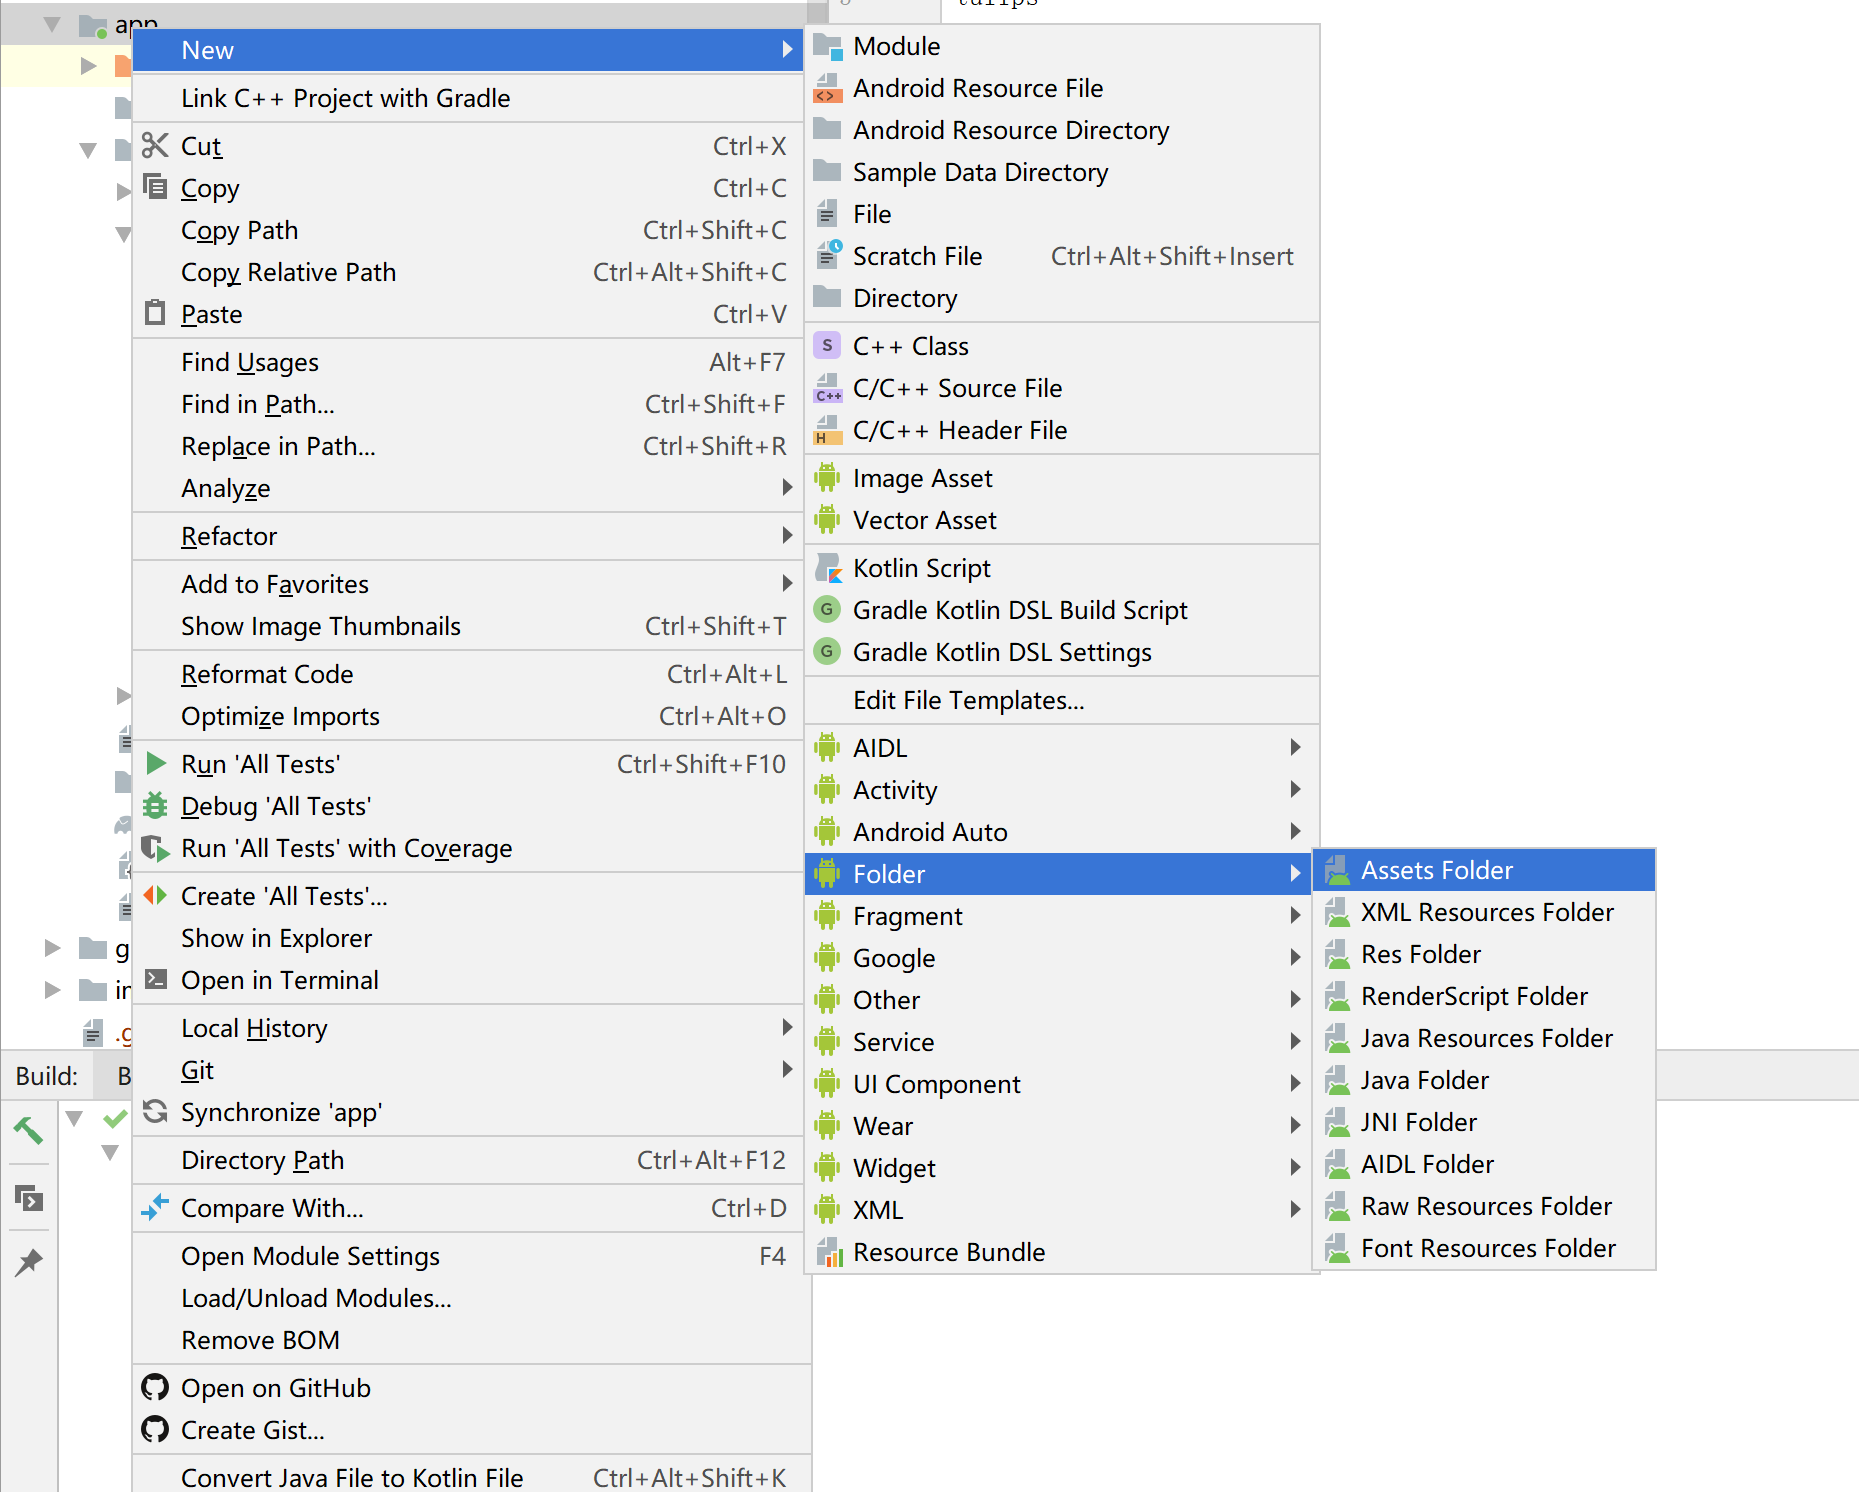 app
tulips
New
Link C++ Project with Gradle
Cut Ctrl+X
Copy Ctrl+C
Copy Path Ctrl+Shift+C
Copy Relative Path Ctrl+Alt+Shift+C
Paste Ctrl+V
Find Usages Alt+F7
Find in Path... Ctrl+Shift+F
Replace in Path... Ctrl+Shift+R
Analyze
Refactor
Add to Favorites
Show Image Thumbnails Ctrl+Shift+T
Reformat Code Ctrl+Alt+L
Optimize Imports Ctrl+Alt+O
Run 'All Tests' Ctrl+Shift+F10
Debug 'All Tests'
Run 'All Tests' with Coverage
Create 'All Tests'...
Show in Explorer
Open in Terminal
Local History
Git
Synchronize 'app'
Directory Path Ctrl+Alt+F12
Compare With... Ctrl+D
Open Module Settings F4
Load/Unload Modules...
Remove BOM
Open on GitHub
Create Gist...
Convert Java File to Kotlin File Ctrl+Alt+Shift+K
Module
Android Resource File
Android Resource Directory
Sample Data Directory
File
Scratch File Ctrl+Alt+Shift+Insert
Directory
C++ Class
C/C++ Source File
C/C++ Header File
Image Asset
Vector Asset
Kotlin Script
Gradle Kotlin DSL Build Script
Gradle Kotlin DSL Settings
Edit File Templates...
AIDL
Activity
Android Auto
Folder
Fragment
Google
Other
Service
UI Component
Wear
Widget
XML
Resource Bundle
Assets Folder
XML Resources Folder
Res Folder
RenderScript Folder
Java Resources Folder
Java Folder
JNI Folder
AIDL Folder
Raw Resources Folder
Font Resources Folder
Build: